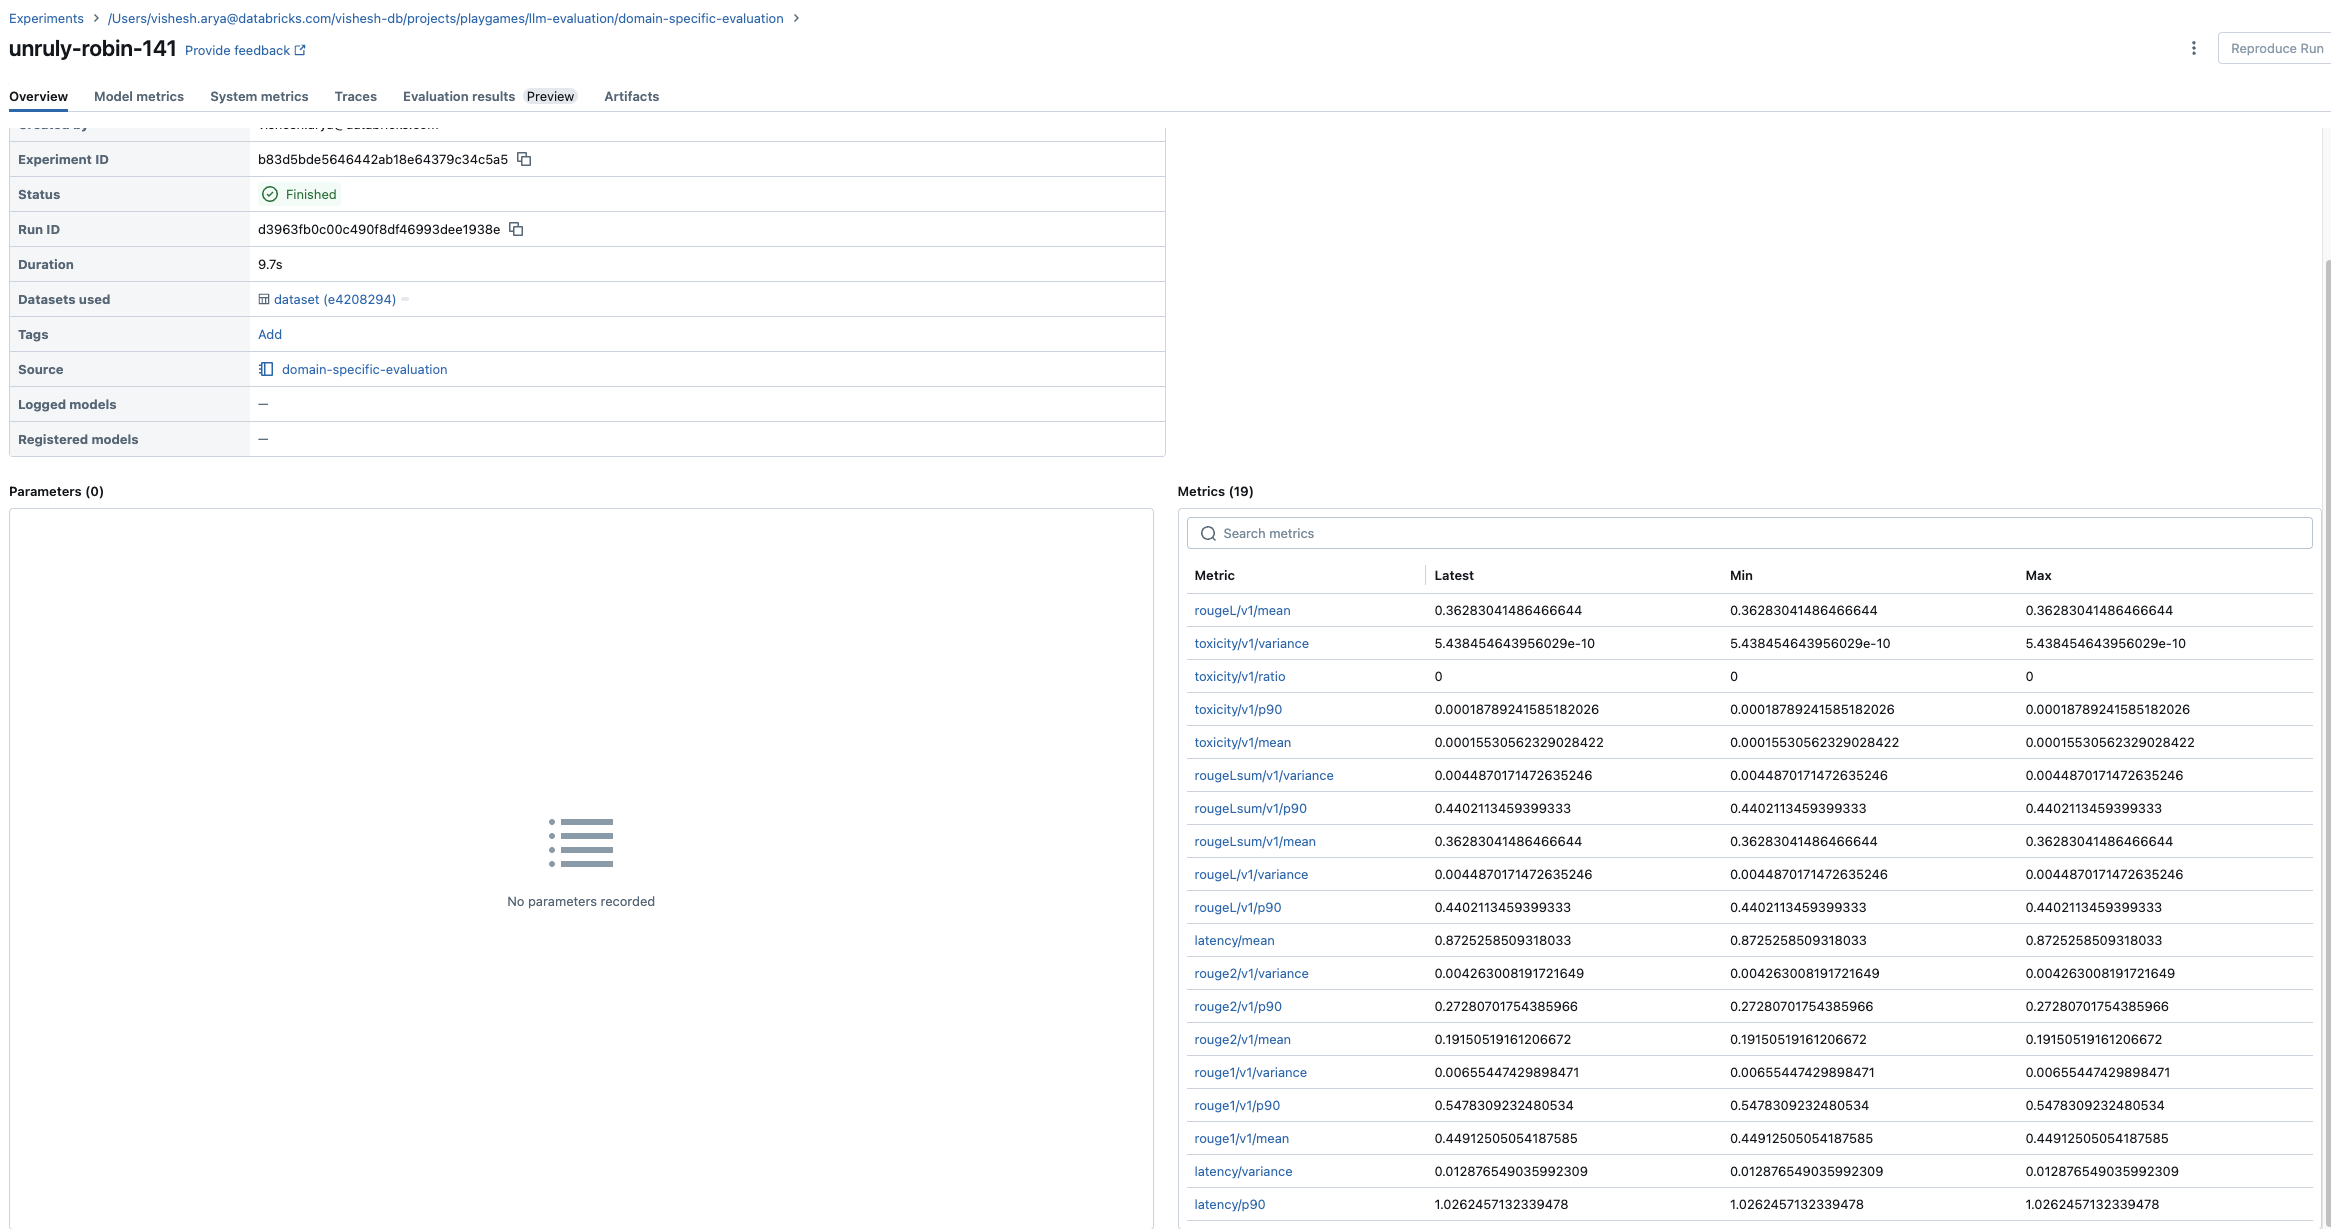 Experiments > /Users/vishesh.arya@databricks.com/vishesh-db/projects/playgames/llm-evaluation/domain-specific-evaluation >
unruly-robin-141 Provide feedback
Reproduce Run
Overview Model metrics System metrics Traces Evaluation results Preview Artifacts
Created by vishesh.arya@databricks.com
Experiment ID b83d5bde5646442ab18e64379c34c5a5
Status Finished
Run ID d3963fb0c00c490f8df46993dee1938e
Duration 9.7s
Datasets used dataset (e4208294)
Tags Add
Source domain-specific-evaluation
Logged models —
Registered models —
Parameters (0)
No parameters recorded
Metrics (19)
Search metrics
Metric Latest Min Max
rougeL/v1/mean 0.36283041486466644 0.36283041486466644 0.36283041486466644
toxicity/v1/variance 5.438454643956029e-10 5.438454643956029e-10 5.438454643956029e-10
toxicity/v1/ratio 0 0 0
toxicity/v1/p90 0.00018789241585182026 0.00018789241585182026 0.00018789241585182026
toxicity/v1/mean 0.00015530562329028422 0.00015530562329028422 0.00015530562329028422
rougeLsum/v1/variance 0.0044870171472635246 0.0044870171472635246 0.0044870171472635246
rougeLsum/v1/p90 0.4402113459399333 0.4402113459399333 0.4402113459399333
rougeLsum/v1/mean 0.36283041486466644 0.36283041486466644 0.36283041486466644
rougeL/v1/variance 0.0044870171472635246 0.0044870171472635246 0.0044870171472635246
rougeL/v1/p90 0.4402113459399333 0.4402113459399333 0.4402113459399333
latency/mean 0.8725258509318033 0.8725258509318033 0.8725258509318033
rouge2/v1/variance 0.004263008191721649 0.004263008191721649 0.004263008191721649
rouge2/v1/p90 0.27280701754385966 0.27280701754385966 0.27280701754385966
rouge2/v1/mean 0.19150519161206672 0.19150519161206672 0.19150519161206672
rouge1/v1/variance 0.00655447429898471 0.00655447429898471 0.00655447429898471
rouge1/v1/p90 0.5478309232480534 0.5478309232480534 0.5478309232480534
rouge1/v1/mean 0.44912505054187585 0.44912505054187585 0.44912505054187585
latency/variance 0.012876549035992309 0.012876549035992309 0.012876549035992309
latency/p90 1.0262457132339478 1.0262457132339478 1.0262457132339478